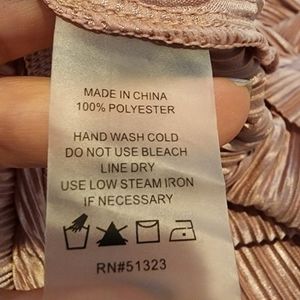 MADE IN CHINA
100% POLYESTER
HAND WASH COLD
DO NOT USE BLEACH
LINE DRY
USE LOW STEAM IRON
IF NECESSARY
RN#51323